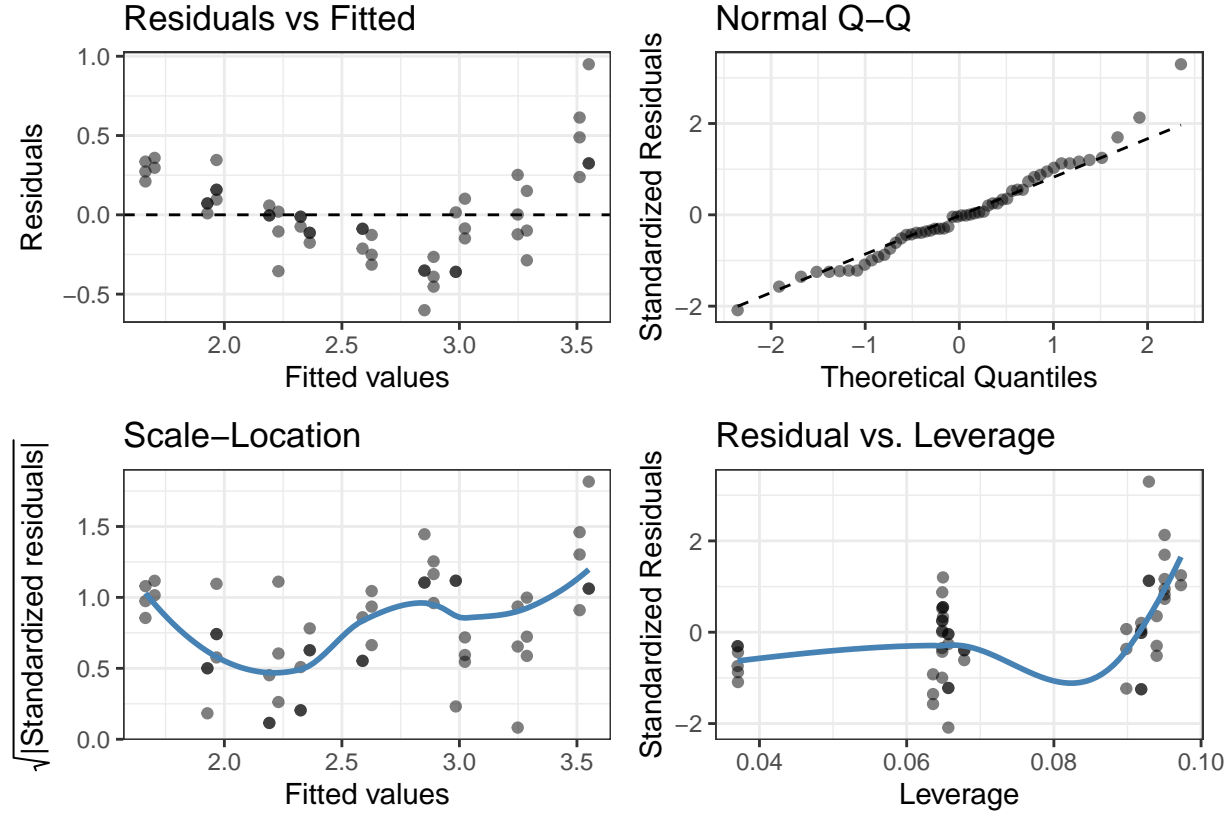 Residuals vs Fitted
Residuals
1.0
0.5
0.0
−0.5
2.0 2.5 3.0 3.5
Fitted values
Normal Q−Q
Standardized Residuals
2
0
−2
−2 −1 0 1 2
Theoretical Quantiles
Scale−Location
√|Standardized residuals|
1.5
1.0
0.5
0.0
2.0 2.5 3.0 3.5
Fitted values
Residual vs. Leverage
Standardized Residuals
2
0
−2
0.04 0.06 0.08 0.10
Leverage